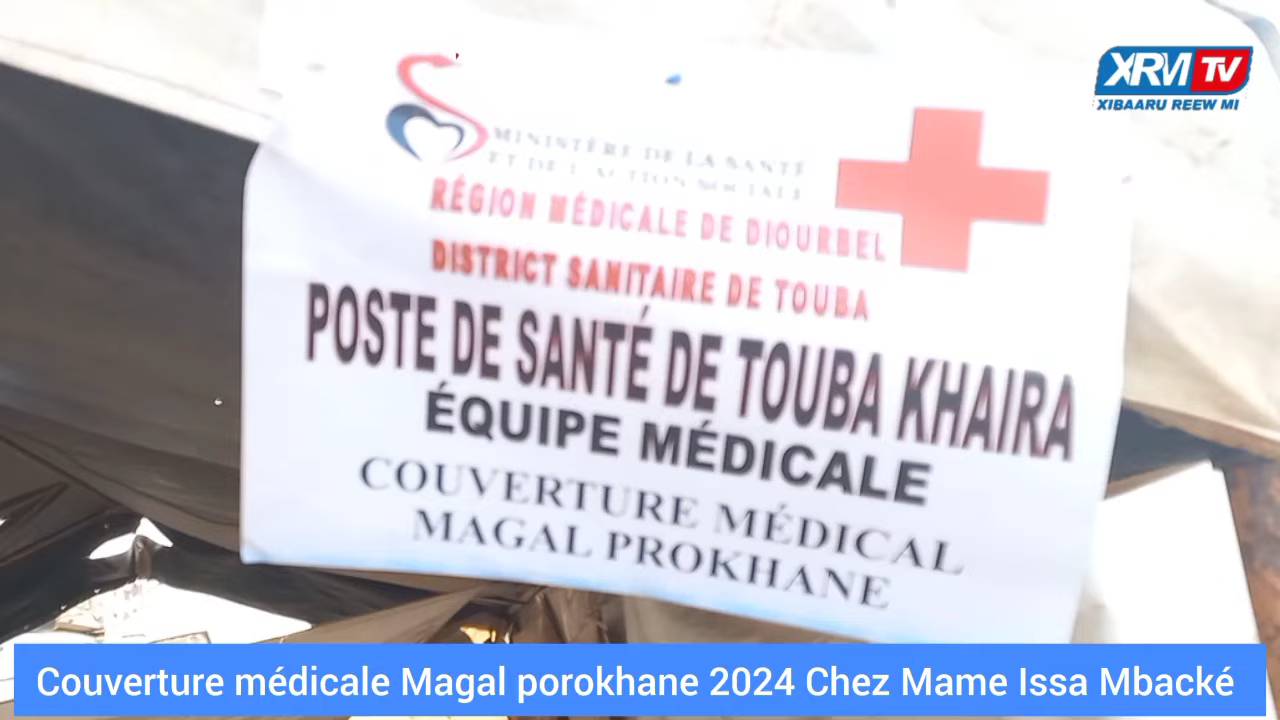 XRM TV
XIBAARU REEW MI
MINISTÈRE DE LA SANTÉ
ET DE L'ACTION SOCIALE
RÉGION MÉDICALE DE DIOURBEL
DISTRICT SANITAIRE DE TOUBA
POSTE DE SANTÉ DE TOUBA KHAIRA
ÉQUIPE MÉDICALE
COUVERTURE MÉDICAL
MAGAL PROKHANE
Couverture médicale Magal porokhane 2024 Chez Mame Issa Mbacké